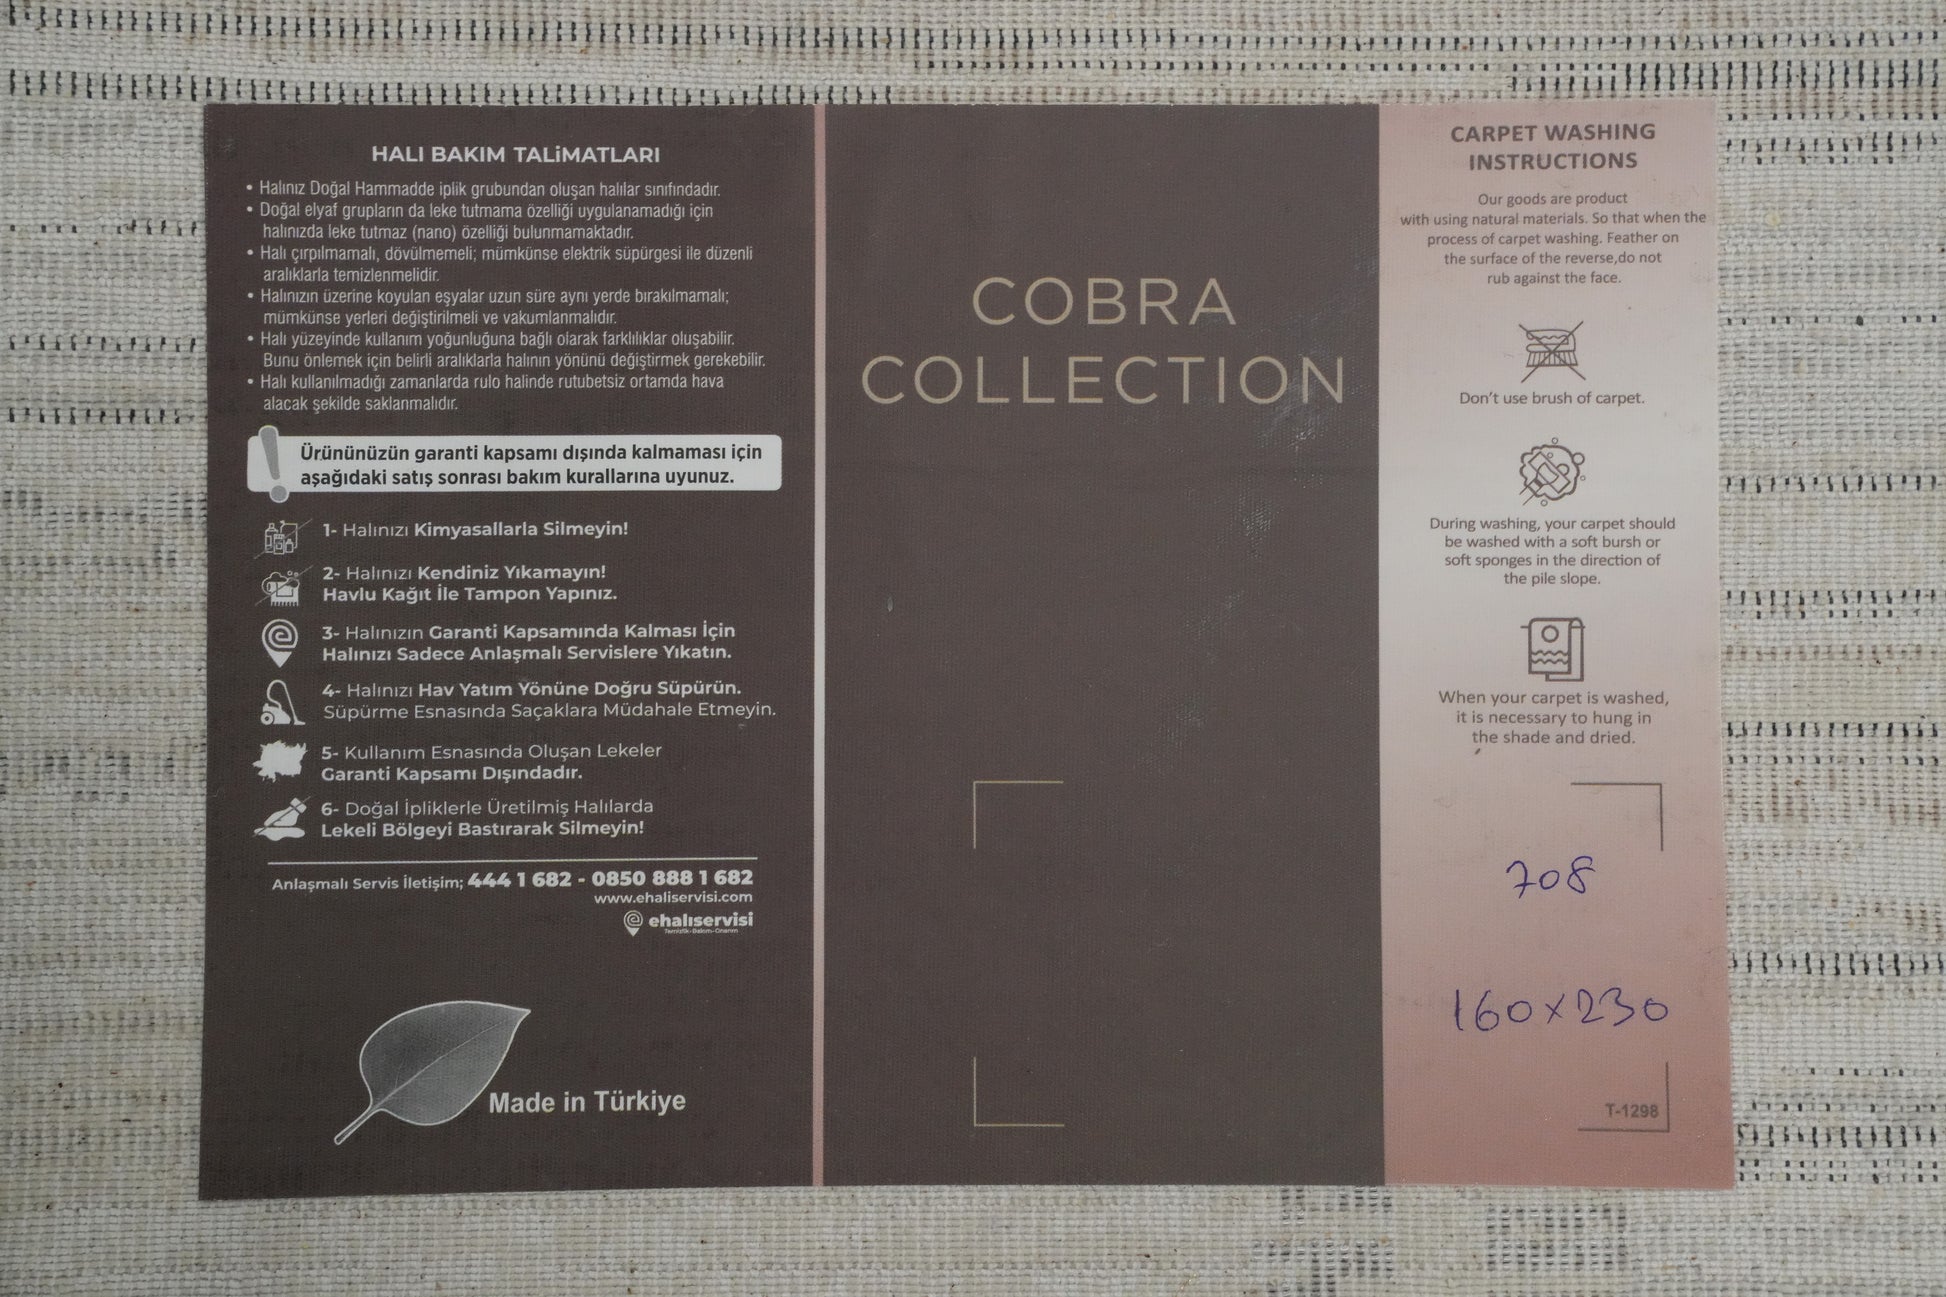 HALI BAKIM TALİMATLARI
• Halınız Doğal Hammadde iplik grubundan oluşan halılar sınıfındadır.
• Doğal elyaf grupların da leke tutmama özelliği uygulanamadığı için
halınızda leke tutmaz (nano) özelliği bulunmamaktadır.
• Halı çırpılmamalı, dövülmemeli; mümkünse elektrik süpürgesi ile düzenli
aralıklarla temizlenmelidir.
• Halınızın üzerine koyulan eşyalar uzun süre aynı yerde bırakılmamalı;
mümkünse yerleri değiştirilmeli ve vakumlanmalıdır.
• Halı yüzeyinde kullanım yoğunluğuna bağlı olarak farklılıklar oluşabilir.
Bunu önlemek için belirli aralıklarla halının yönünü değiştirmek gerekebilir.
• Halı kullanılmadığı zamanlarda rulo halinde rutubetsiz ortamda hava
alacak şekilde saklanmalıdır.
Ürününüzün garanti kapsamı dışında kalmaması için
aşağıdaki satış sonrası bakım kurallarına uyunuz.
1- Halınızı Kimyasallarla Silmeyin!
2- Halınızı Kendiniz Yıkamayın!
Havlu Kağıt İle Tampon Yapınız.
3- Halınızın Garanti Kapsamında Kalması İçin
Halınızı Sadece Anlaşmalı Servislere Yıkatın.
4- Halınızı Hav Yatım Yönüne Doğru Süpürün.
Süpürme Esnasında Saçaklara Müdahale Etmeyin.
5- Kullanım Esnasında Oluşan Lekeler
Garanti Kapsamı Dışındadır.
6- Doğal İpliklerle Üretilmiş Halılarda
Lekeli Bölgeyi Bastırarak Silmeyin!
Anlaşmalı Servis İletişim; 444 1 682 - 0850 888 1 682
www.ehaliservisi.com
ehalıservisi
Temizlik-Bakım-Onarım
Made in Türkiye
COBRA
COLLECTION
CARPET WASHING
INSTRUCTIONS
Our goods are product
with using natural materials. So that when the
process of carpet washing. Feather on
the surface of the reverse,do not
rub against the face.
Don't use brush of carpet.
During washing, your carpet should
be washed with a soft bursh or
soft sponges in the direction of
the pile slope.
When your carpet is washed,
it is necessary to hung in
the shade and dried.
708
160x230
T-1298